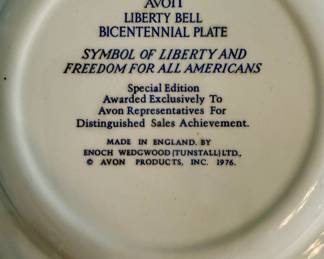 AVON
LIBERTY BELL
BICENTENNIAL PLATE
SYMBOL OF LIBERTY AND
FREEDOM FOR ALL AMERICANS
Special Edition
Awarded Exclusively To
Avon Representatives For
Distinguished Sales Achievement.
MADE IN ENGLAND, BY
ENOCH WEDGWOOD (TUNSTALL) LTD.,
© AVON PRODUCTS, INC. 1976.